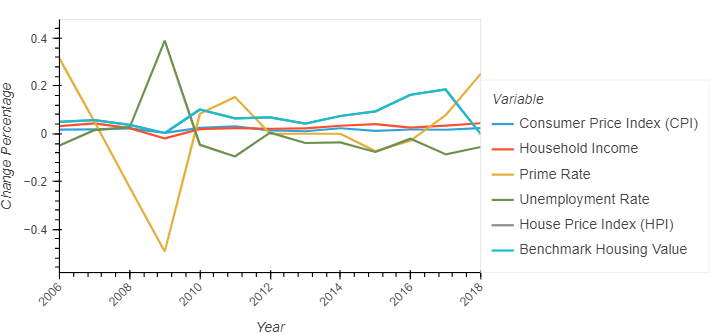 Change Percentage
0.4
0.2
0
−0.2
−0.4
2006
2008
2010
2012
2014
2016
2018
Year
Variable
Consumer Price Index (CPI)
Household Income
Prime Rate
Unemployment Rate
House Price Index (HPI)
Benchmark Housing Value